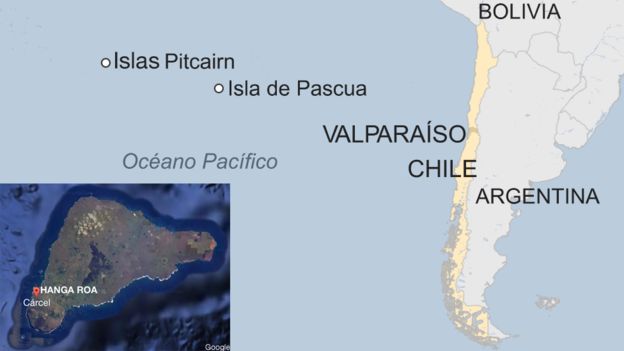 BOLIVIA
Islas Pitcairn
Isla de Pascua
VALPARAÍSO
Océano Pacífico
CHILE
ARGENTINA
HANGA ROA
Cárcel
Google